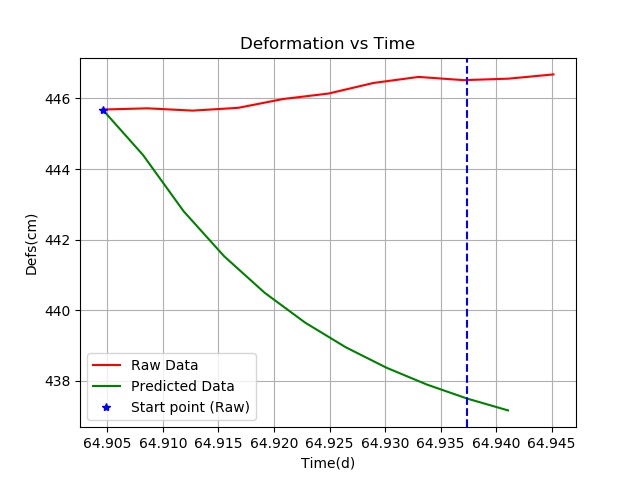 Deformation vs Time
Defs(cm)
446
444
442
440
438
Raw Data
Predicted Data
Start point (Raw)
64.905 64.910 64.915 64.920 64.925 64.930 64.935 64.940 64.945
Time(d)